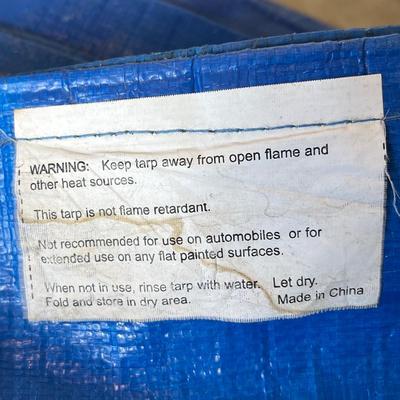 WARNING: Keep tarp away from open flame and
other heat sources.
This tarp is not flame retardant.
Not recommended for use on automobiles or for
extended use on any flat painted surfaces.
When not in use, rinse tarp with water. Let dry.
Fold and store in dry area. Made in China